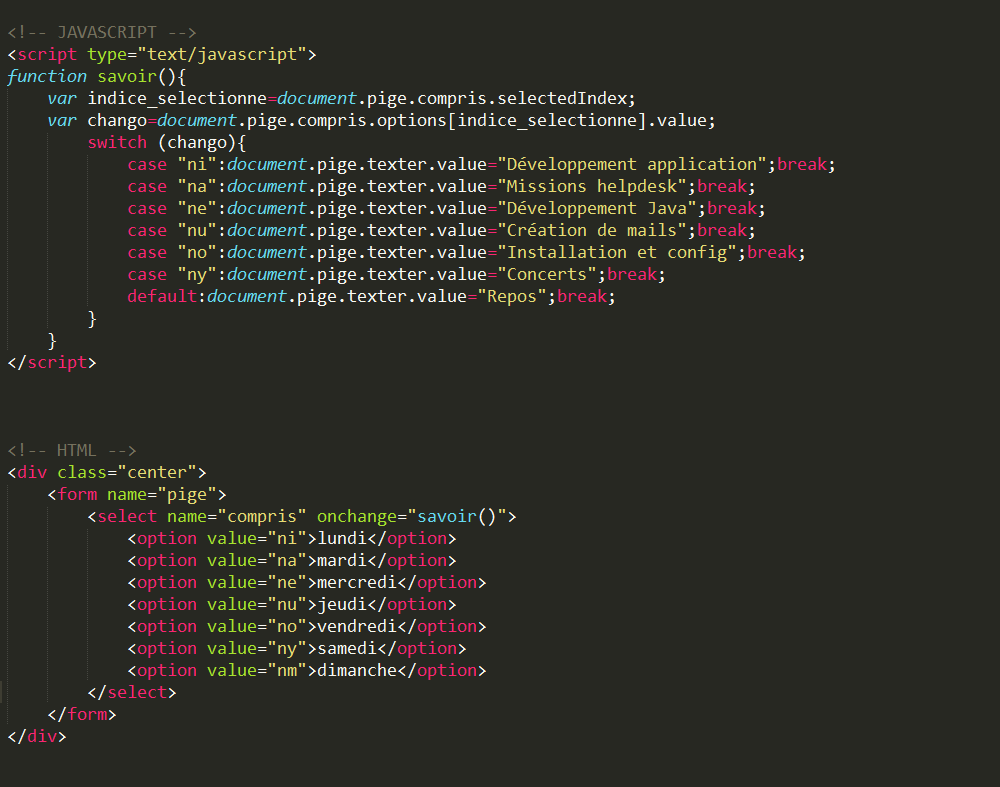 <!-- JAVASCRIPT -->
<script type="text/javascript">
function savoir(){
    var indice_selectionne=document.pige.compris.selectedIndex;
    var chango=document.pige.compris.options[indice_selectionne].value;
        switch (chango){
            case "ni":document.pige.texter.value="Développement application";break;
            case "na":document.pige.texter.value="Missions helpdesk";break;
            case "ne":document.pige.texter.value="Développement Java";break;
            case "nu":document.pige.texter.value="Création de mails";break;
            case "no":document.pige.texter.value="Installation et config";break;
            case "ny":document.pige.texter.value="Concerts";break;
            default:document.pige.texter.value="Repos";break;
        }
    }
</script>
<!-- HTML -->
<div class="center">
    <form name="pige">
        <select name="compris" onchange="savoir()">
            <option value="ni">lundi</option>
            <option value="na">mardi</option>
            <option value="ne">mercredi</option>
            <option value="nu">jeudi</option>
            <option value="no">vendredi</option>
            <option value="ny">samedi</option>
            <option value="nm">dimanche</option>
        </select>
    </form>
</div>